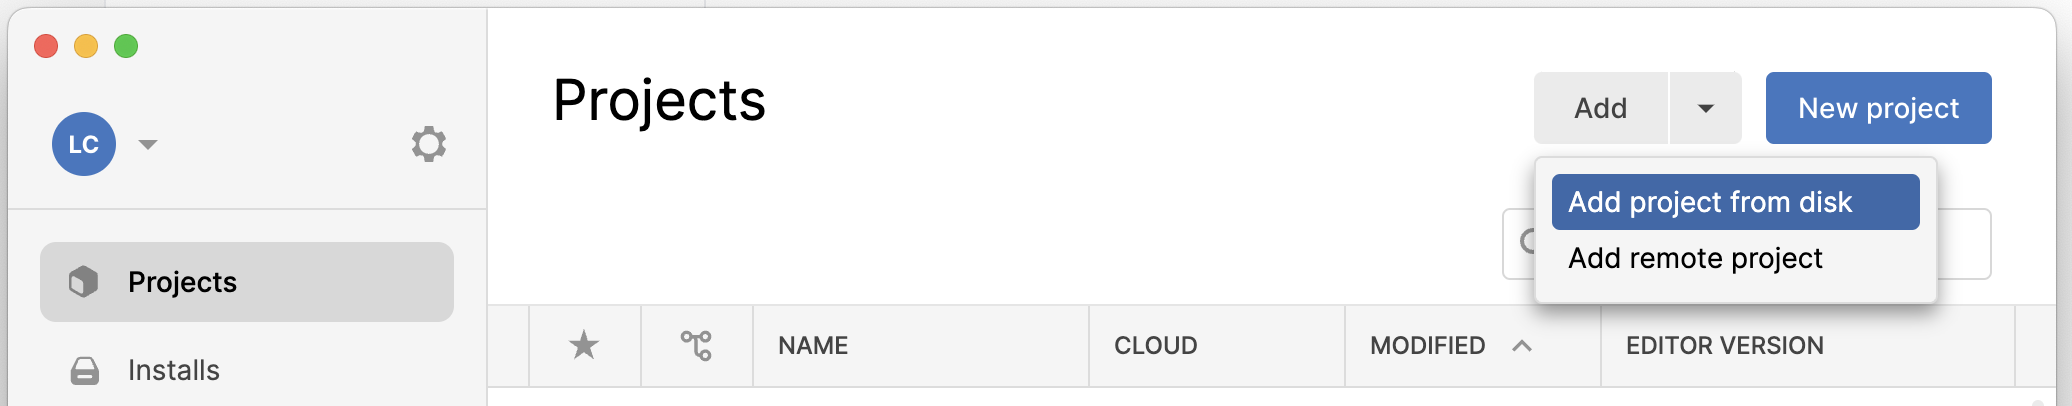 Projects
Add
New project
LC
Add project from disk
Add remote project
Projects
NAME
CLOUD
MODIFIED
EDITOR VERSION
Installs